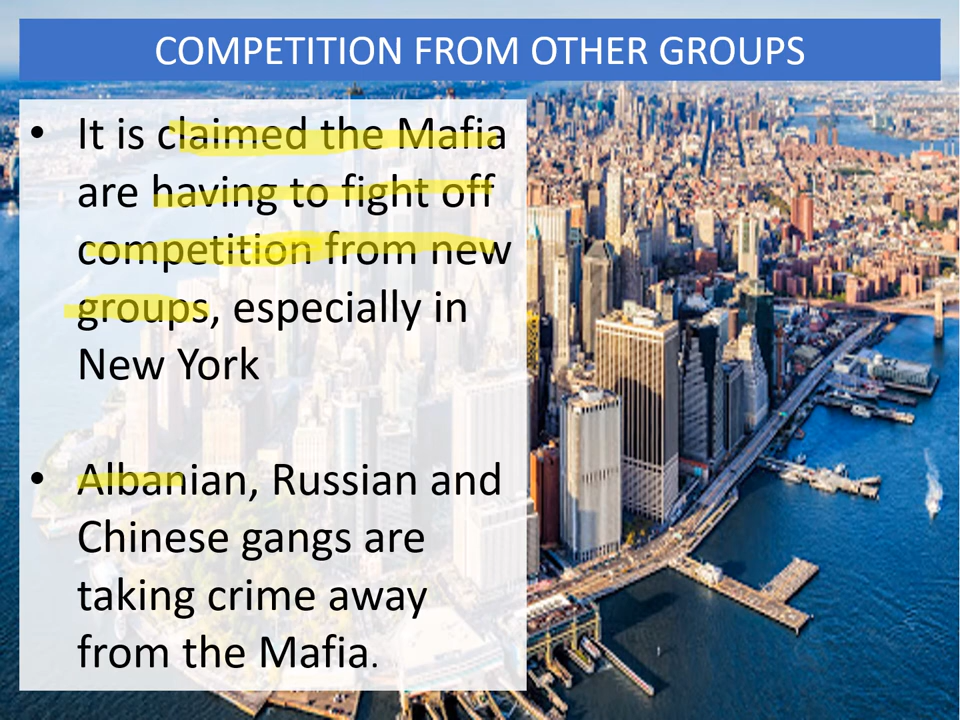 COMPETITION FROM OTHER GROUPS
• It is claimed the Mafia
are having to fight off
competition from new
groups, especially in
New York
• Albanian, Russian and
Chinese gangs are
taking crime away
from the Mafia.